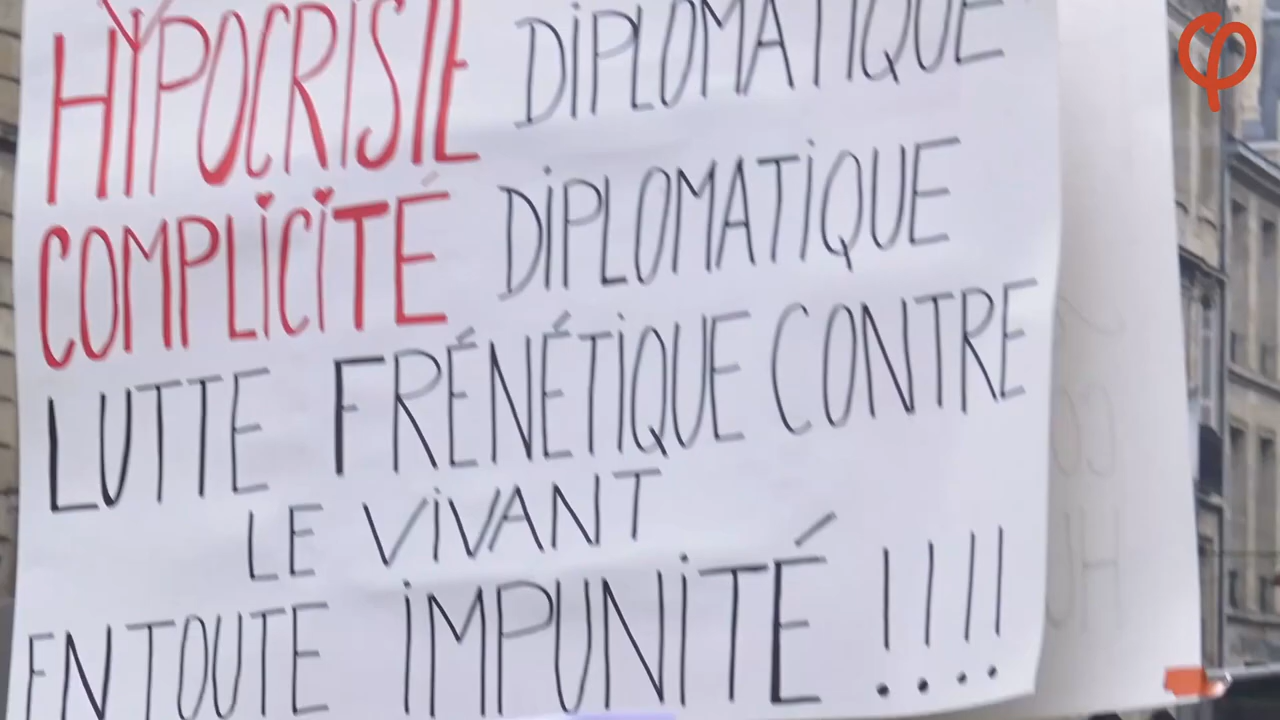 HYPOCRISIE DIPLOMATIQUE
COMPLICITÉ DIPLOMATIQUE
LUTTE FRÉNÉTIQUE CONTRE
LE VIVANT
EN TOUTE IMPUNITÉ !!!!